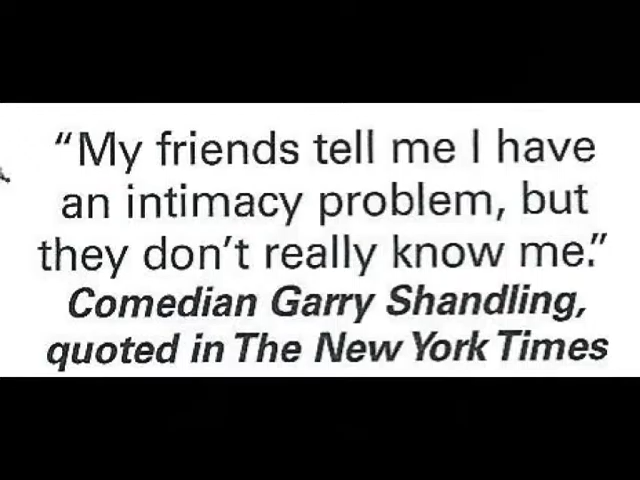 “My friends tell me I have
an intimacy problem, but
they don’t really know me.”
Comedian Garry Shandling,
quoted in The New York Times